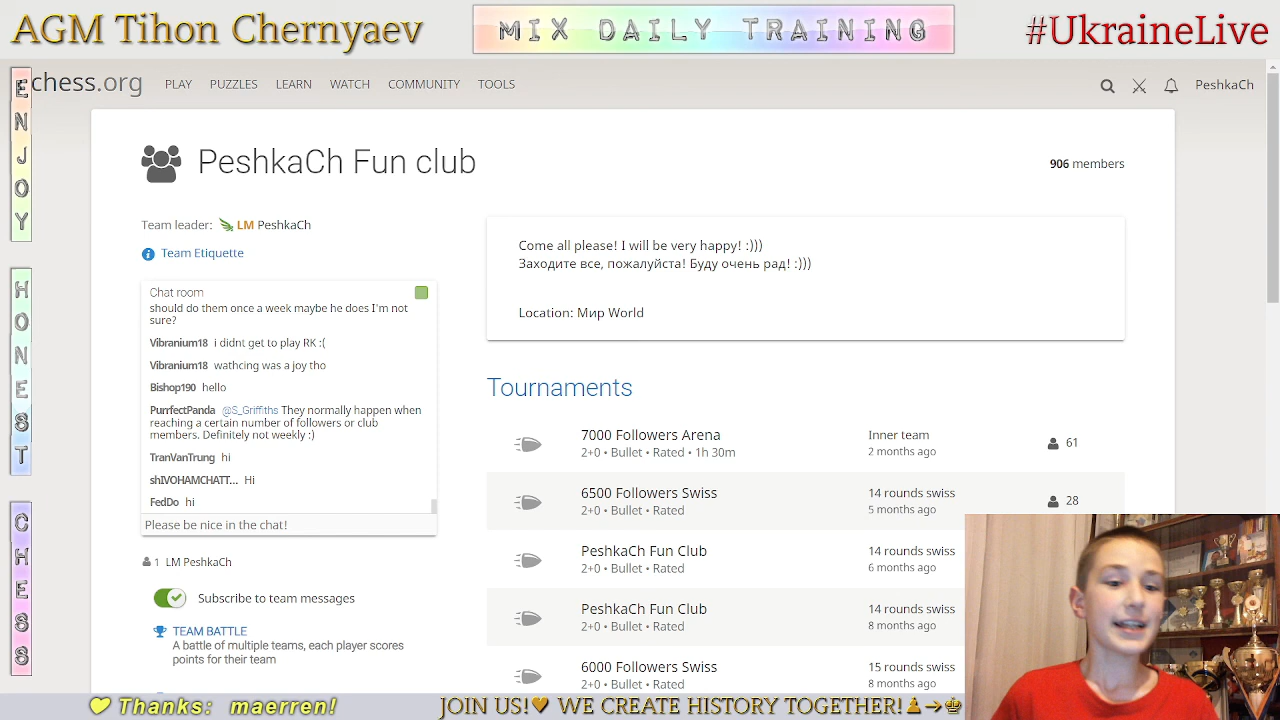 AGM Tihon Chernyaev
MIX DAILY TRAINING
#UkraineLive
ENJOY
HONEST
CHESS
chess.org
PLAY
PUZZLES
LEARN
WATCH
COMMUNITY
TOOLS
PeshkaCh
PeshkaCh Fun club
906 members
Team leader: LM PeshkaCh
Team Etiquette
Come all please! I will be very happy! :)))
Заходите все, пожалуйста! Буду очень рад! :)))
Location: Мир World
Chat room
should do them once a week maybe he does I'm not
sure?
Vibranium18 i didnt get to play RK :(
Vibranium18 wathcing was a joy tho
Bishop190 hello
PurrfectPanda @S_Griffiths They normally happen when
reaching a certain number of followers or club
members. Definitely not weekly :)
TranVanTrung hi
shIVOHAMCHATT... Hi
FedDo hi
Please be nice in the chat!
1 LM PeshkaCh
Subscribe to team messages
TEAM BATTLE
A battle of multiple teams, each player scores
points for their team
Tournaments
7000 Followers Arena Inner team 61
2+0 • Bullet • Rated • 1h 30m 2 months ago
6500 Followers Swiss 14 rounds swiss 28
2+0 • Bullet • Rated 5 months ago
PeshkaCh Fun Club 14 rounds swiss
2+0 • Bullet • Rated 6 months ago
PeshkaCh Fun Club 14 rounds swiss
2+0 • Bullet • Rated 8 months ago
6000 Followers Swiss 15 rounds swiss
2+0 • Bullet • Rated 8 months ago
Thanks: maerren!
JOIN US! WE CREATE HISTORY TOGETHER!